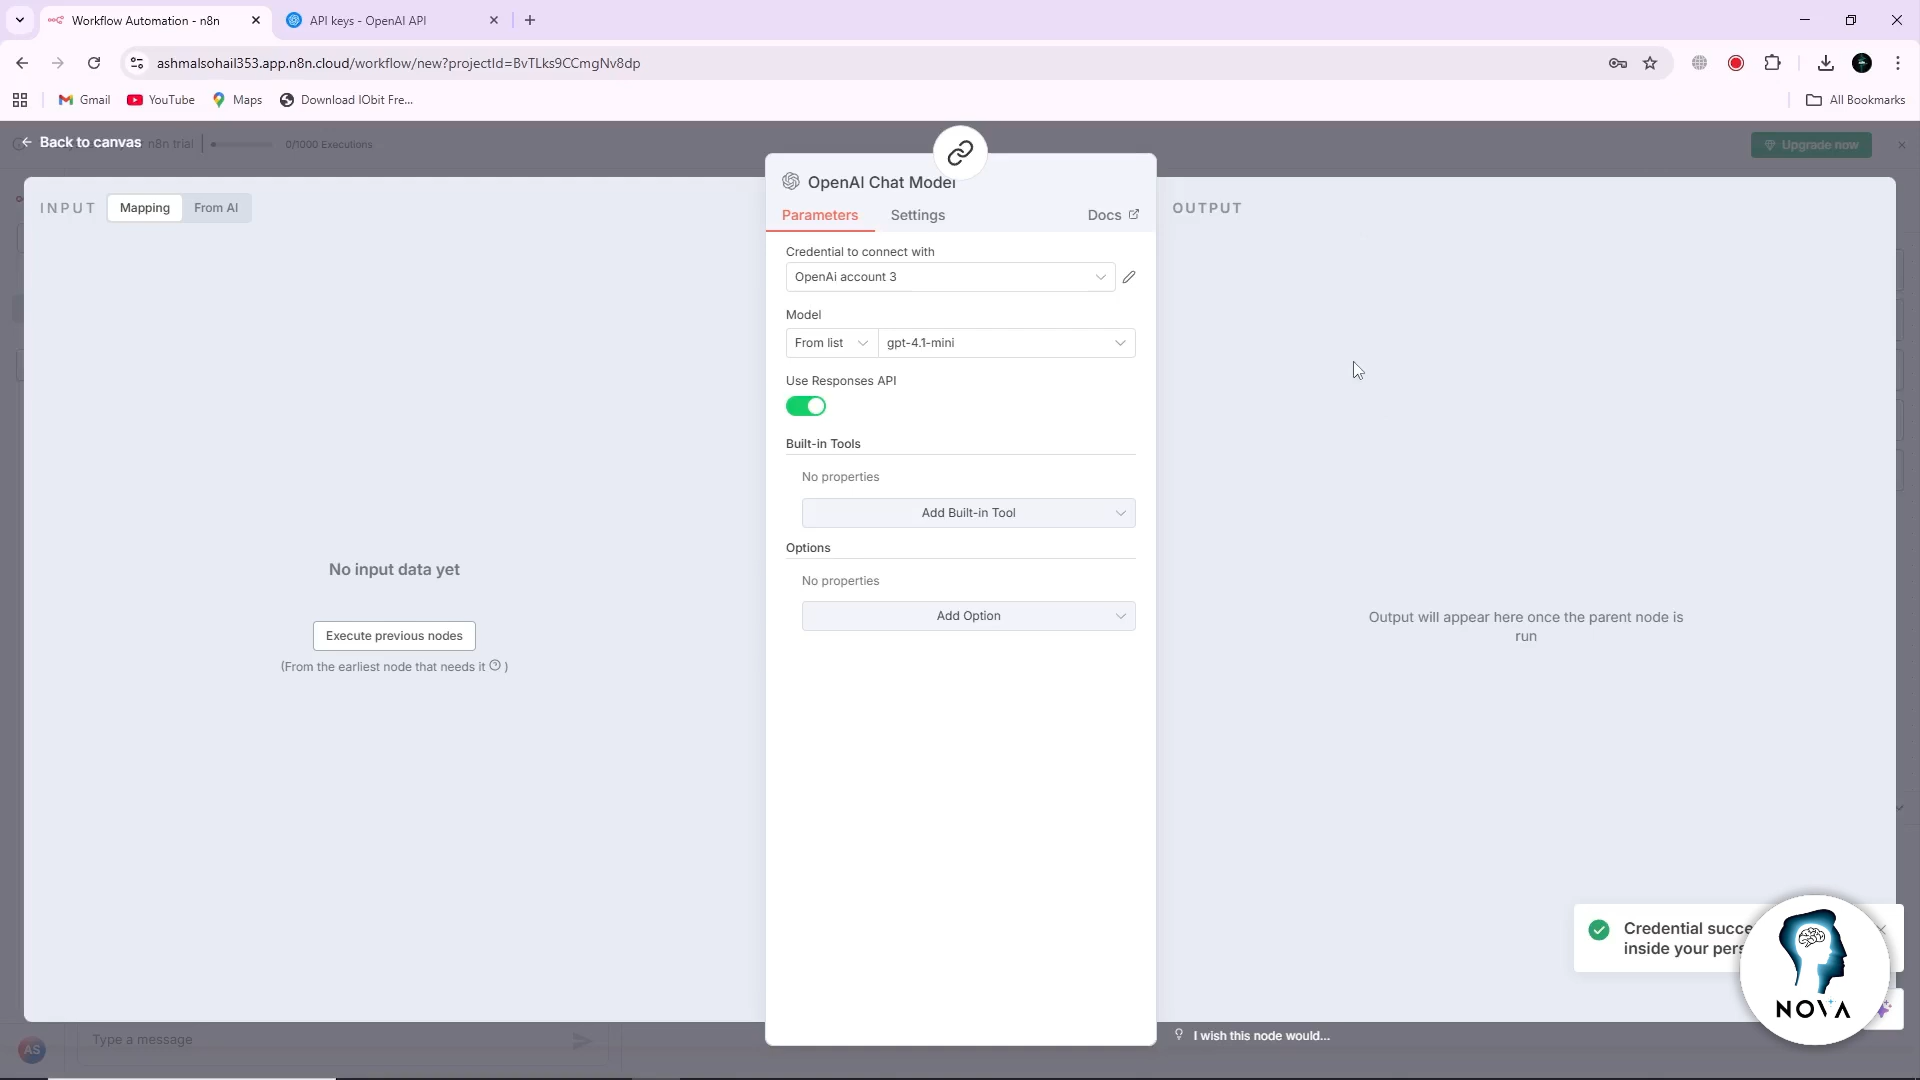 Workflow Automation - n8n
API keys - OpenAI API
ashmalsohail353.app.n8n.cloud/workflow/new?projectId=BvTLks9CCmgNv8dp
Gmail
YouTube
Maps
Download IObit Fre...
All Bookmarks
Back to canvas
n8n trial
0/1000 Executions
Upgrade now
INPUT
Mapping
From AI
OpenAI Chat Model
OUTPUT
Parameters
Settings
Docs
Credential to connect with
OpenAi account 3
Model
From list
gpt-4.1-mini
Use Responses API
Built-in Tools
No properties
Add Built-in Tool
Options
No properties
Add Option
No input data yet
Execute previous nodes
(From the earliest node that needs it ? )
Output will appear here once the parent node is
run
Credential succe
inside your pers
NOVA
I wish this node would...
Type a message
AS